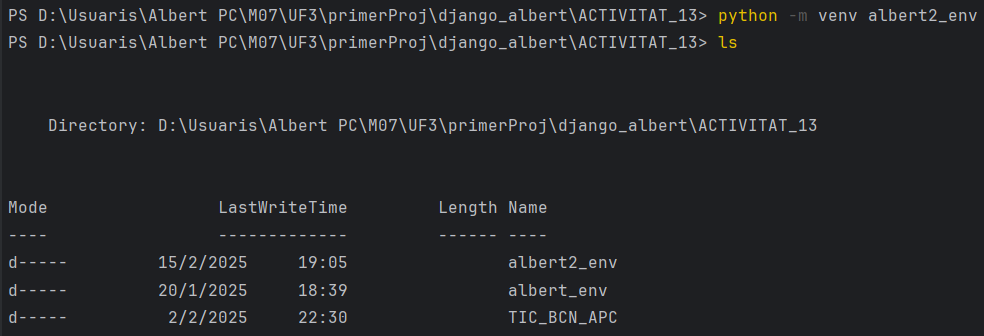 PS D:\Usuaris\Albert PC\M07\UF3\primerProj\django_albert\ACTIVITAT_13> python -m venv albert2_env
PS D:\Usuaris\Albert PC\M07\UF3\primerProj\django_albert\ACTIVITAT_13> ls
    Directory: D:\Usuaris\Albert PC\M07\UF3\primerProj\django_albert\ACTIVITAT_13
Mode                 LastWriteTime         Length Name
----                 -------------         ------ ----
d-----         15/2/2025     19:05                albert2_env
d-----         20/1/2025     18:39                albert_env
d-----          2/2/2025     22:30                TIC_BCN_APC